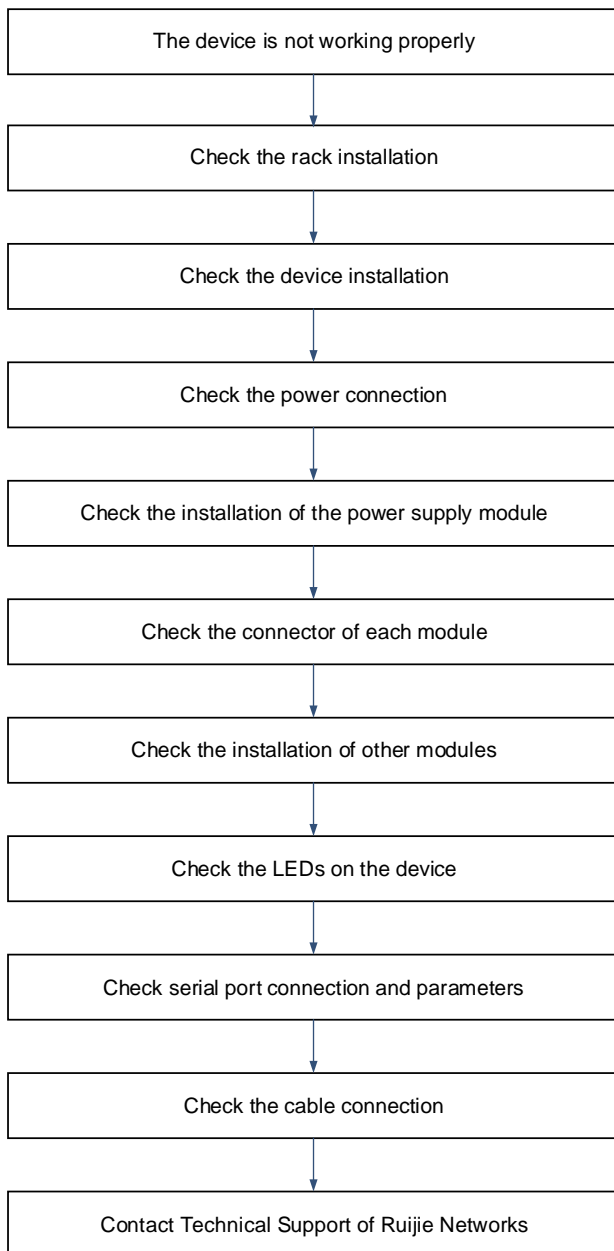 The device is not working properly
Check the rack installation
Check the device installation
Check the power connection
Check the installation of the power supply module
Check the connector of each module
Check the installation of other modules
Check the LEDs on the device
Check serial port connection and parameters
Check the cable connection
Contact Technical Support of Ruijie Networks